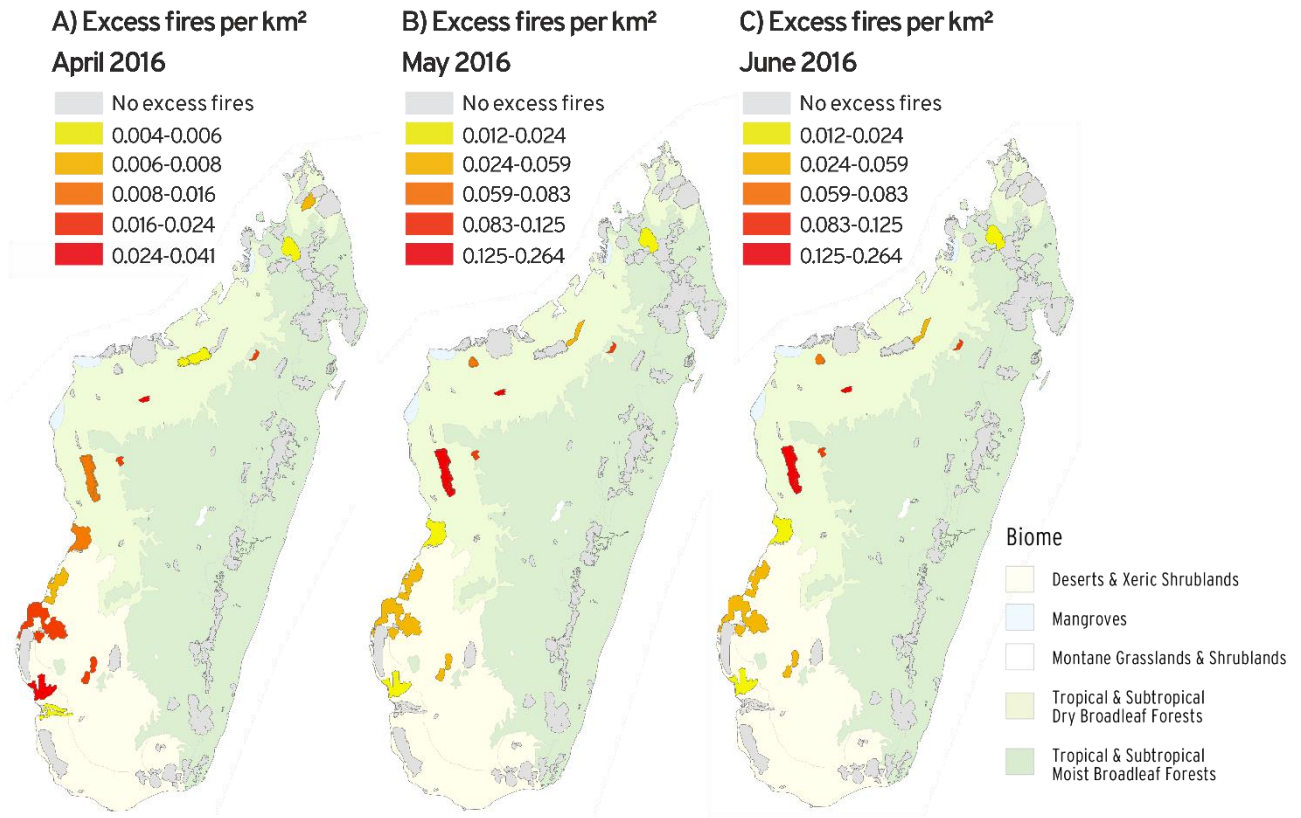 A) Excess fires per km²
April 2016
No excess fires
0.004-0.006
0.006-0.008
0.008-0.016
0.016-0.024
0.024-0.041
B) Excess fires per km²
May 2016
No excess fires
0.012-0.024
0.024-0.059
0.059-0.083
0.083-0.125
0.125-0.264
C) Excess fires per km²
June 2016
No excess fires
0.012-0.024
0.024-0.059
0.059-0.083
0.083-0.125
0.125-0.264
Biome
Deserts & Xeric Shrublands
Mangroves
Montane Grasslands & Shrublands
Tropical & Subtropical
Dry Broadleaf Forests
Tropical & Subtropical
Moist Broadleaf Forests